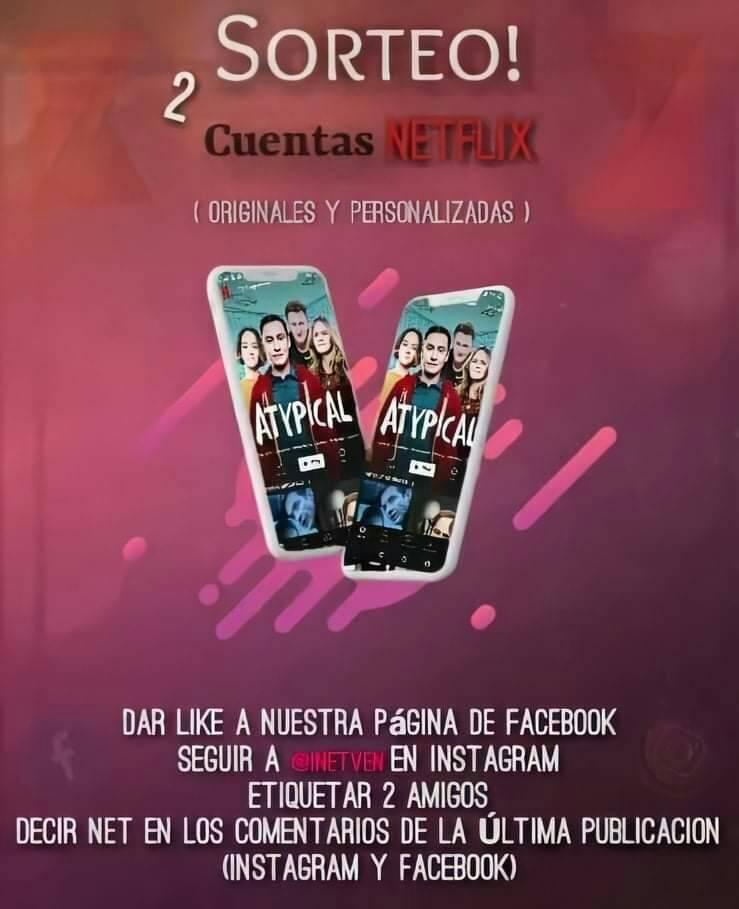 SORTEO!
2
Cuentas NETFLIX
( ORIGINALES Y PERSONALIZADAS )
ATYPICAL
ATYPICAL
DAR LIKE A NUESTRA PáGINA DE FACEBOOK
SEGUIR A @INETVEN EN INSTAGRAM
ETIQUETAR 2 AMIGOS
DECIR NET EN LOS COMENTARIOS DE LA ÚLTIMA PUBLICACION
(INSTAGRAM Y FACEBOOK)